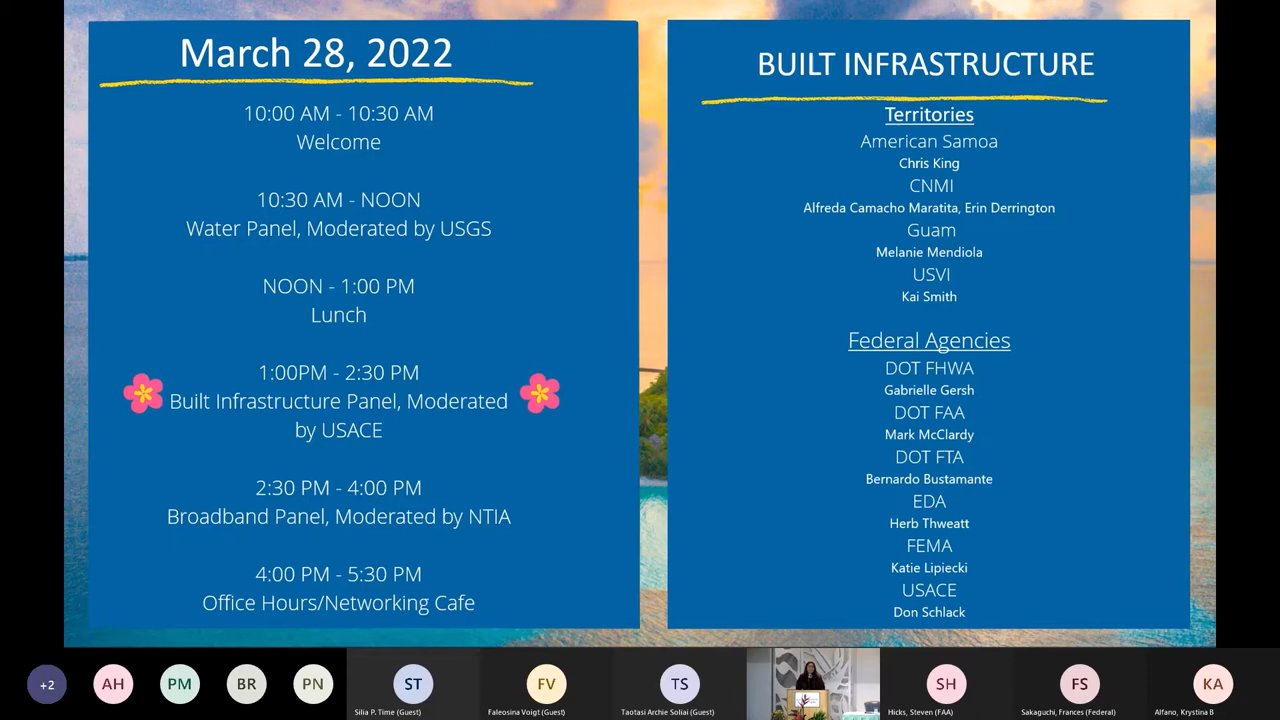 March 28, 2022
10:00 AM - 10:30 AM
Welcome
10:30 AM - NOON
Water Panel, Moderated by USGS
NOON - 1:00 PM
Lunch
1:00PM - 2:30 PM
Built Infrastructure Panel, Moderated
by USACE
2:30 PM - 4:00 PM
Broadband Panel, Moderated by NTIA
4:00 PM - 5:30 PM
Office Hours/Networking Cafe
BUILT INFRASTRUCTURE
Territories
American Samoa
Chris King
CNMI
Alfreda Camacho Maratita, Erin Derrington
Guam
Melanie Mendiola
USVI
Kai Smith
Federal Agencies
DOT FHWA
Gabrielle Gersh
DOT FAA
Mark McClardy
DOT FTA
Bernardo Bustamante
EDA
Herb Thweatt
FEMA
Katie Lipiecki
USACE
Don Schlack
+2
AH
PM
BR
PN
ST
Silia P. Time (Guest)
FV
Faleosina Voigt (Guest)
TS
Taotasi Archie Soliai (Guest)
SH
Hicks, Steven (FAA)
FS
Sakaguchi, Frances (Federal)
KA
Alfano, Krystina B